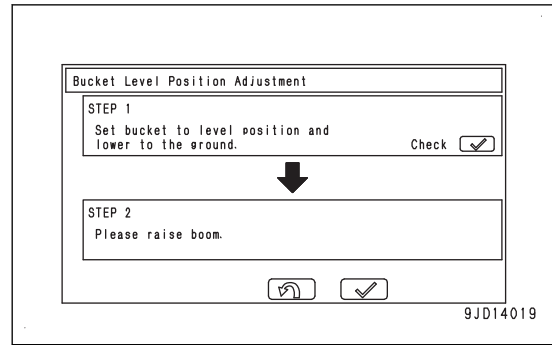 Bucket Level Position Adjustment
STEP 1
Set bucket to level position and
lower to the ground.
Check
STEP 2
Please raise boom.
9JD14019